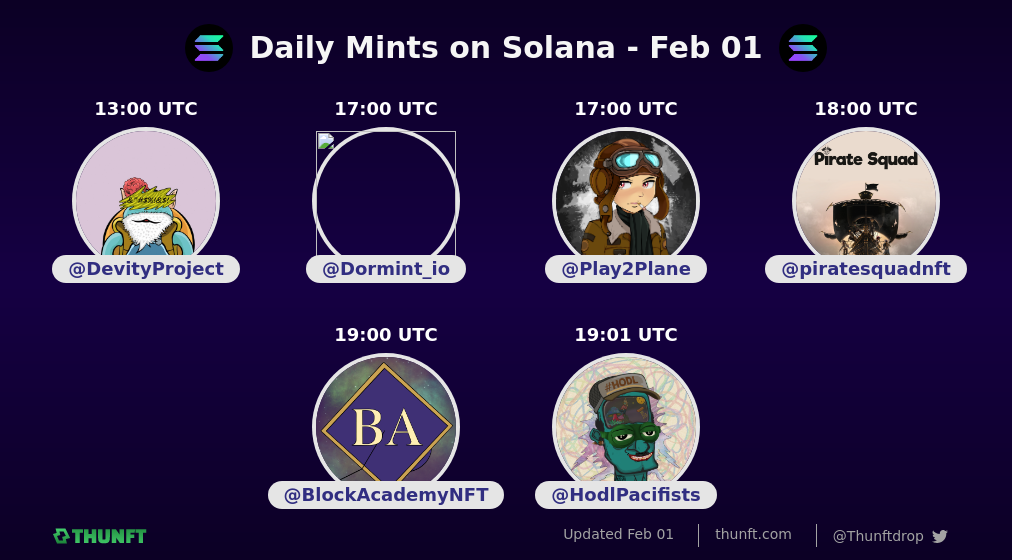 Daily Mints on Solana - Feb 01
13:00 UTC
17:00 UTC
17:00 UTC
18:00 UTC
Pirate Squad
@DevityProject
@Dormint_io
@Play2Plane
@piratesquadnft
19:00 UTC
19:01 UTC
#HODL
BA
@BlockAcademyNFT
@HodlPacifists
THUNFT
Updated Feb 01
thunft.com
@Thunftdrop